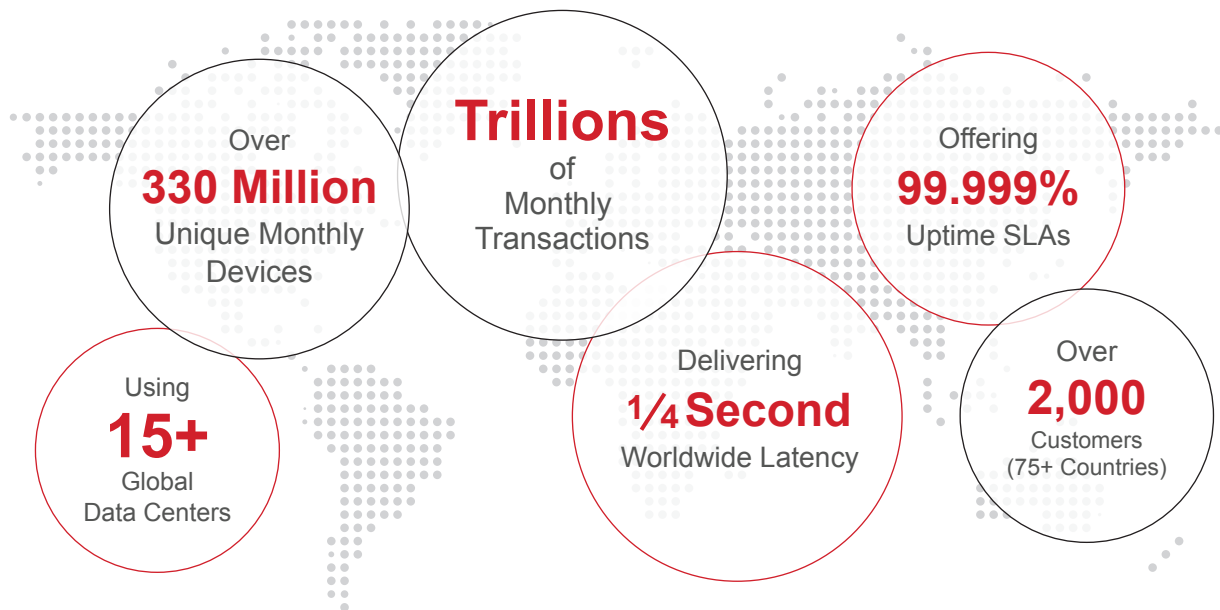 Over
330 Million
Unique Monthly
Devices
Trillions
of
Monthly
Transactions
Offering
99.999%
Uptime SLAs
Using
15+
Global
Data Centers
Delivering
1/4 Second
Worldwide Latency
Over
2,000
Customers
(75+ Countries)